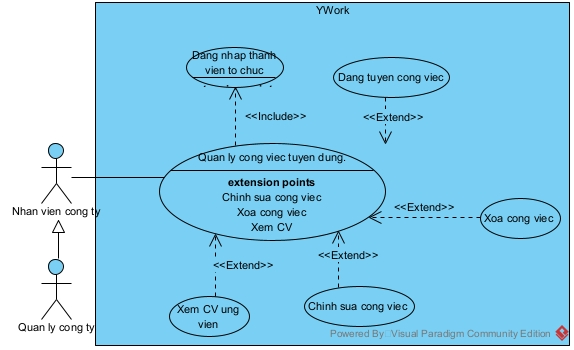 YWork
Dang nhap thanh
vien to chuc
Dang tuyen cong viec
<<Include>>
<<Extend>>
Quan ly cong viec tuyen dung.
extension points
Chinh sua cong viec
Xoa cong viec
Xem CV
Nhan vien cong ty
<<Extend>>
Xoa cong viec
<<Extend>>
<<Extend>>
Quan ly cong ty
Xem CV ung
vien
Chinh sua cong viec
Powered By Visual Paradigm Community Edition